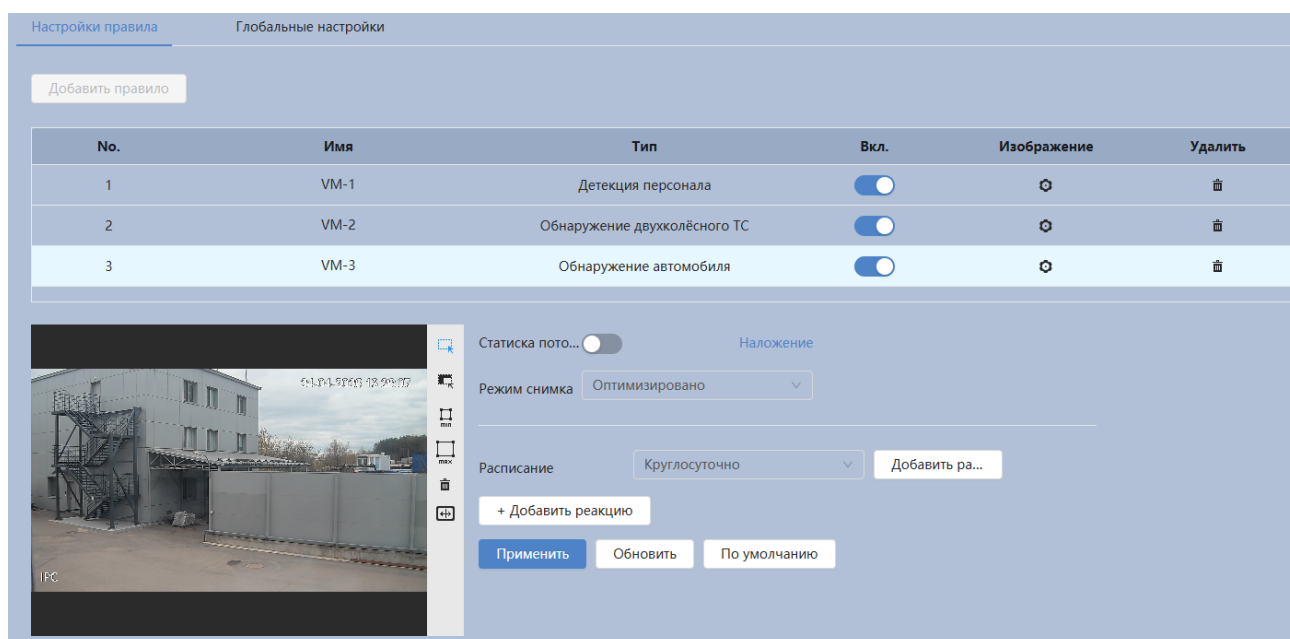 Настройки правила Глобальные настройки
Добавить правило
No. Имя Тип Вкл. Изображение Удалить
1 VM-1 Детекция персонала
2 VM-2 Обнаружение двухколёсного ТС
3 VM-3 Обнаружение автомобиля
Статиска пото... Наложение
Режим снимка Оптимизировано
min
max
Расписание Круглосуточно Добавить ра...
+ Добавить реакцию
Применить Обновить По умолчанию
IPC